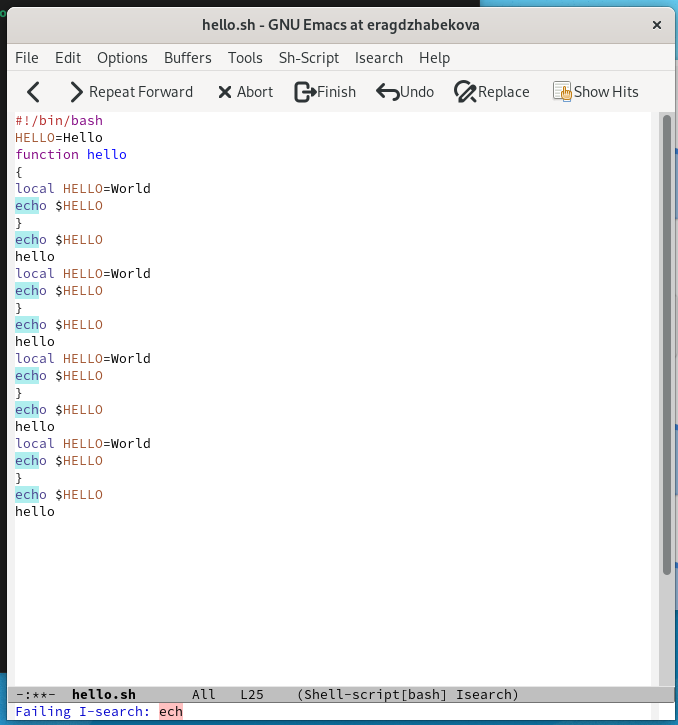 hello.sh - GNU Emacs at eragdzhabekova
File Edit Options Buffers Tools Sh-Script Isearch Help
Repeat Forward Abort Finish Undo Replace Show Hits
#!/bin/bash
HELLO=Hello
function hello
{
local HELLO=World
echo $HELLO
}
echo $HELLO
hello
local HELLO=World
echo $HELLO
}
echo $HELLO
hello
local HELLO=World
echo $HELLO
}
echo $HELLO
hello
local HELLO=World
echo $HELLO
}
echo $HELLO
hello
-:**- hello.sh All L25 (Shell-script[bash] Isearch)
Failing I-search: ech